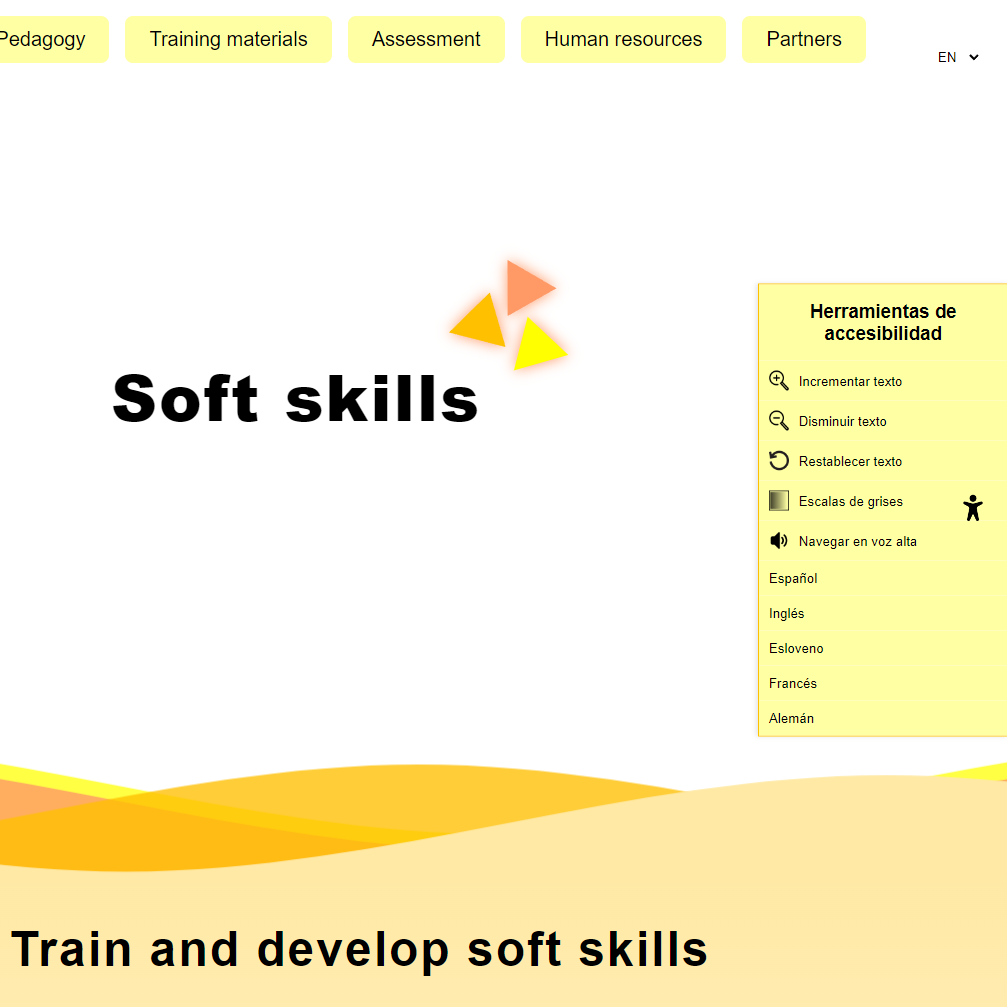 Pedagogy
Training materials
Assessment
Human resources
Partners
EN
Soft skills
Herramientas de
accesibilidad
Incrementar texto
Disminuir texto
Restablecer texto
Escalas de grises
Navegar en voz alta
Español
Inglés
Esloveno
Francés
Alemán
Train and develop soft skills